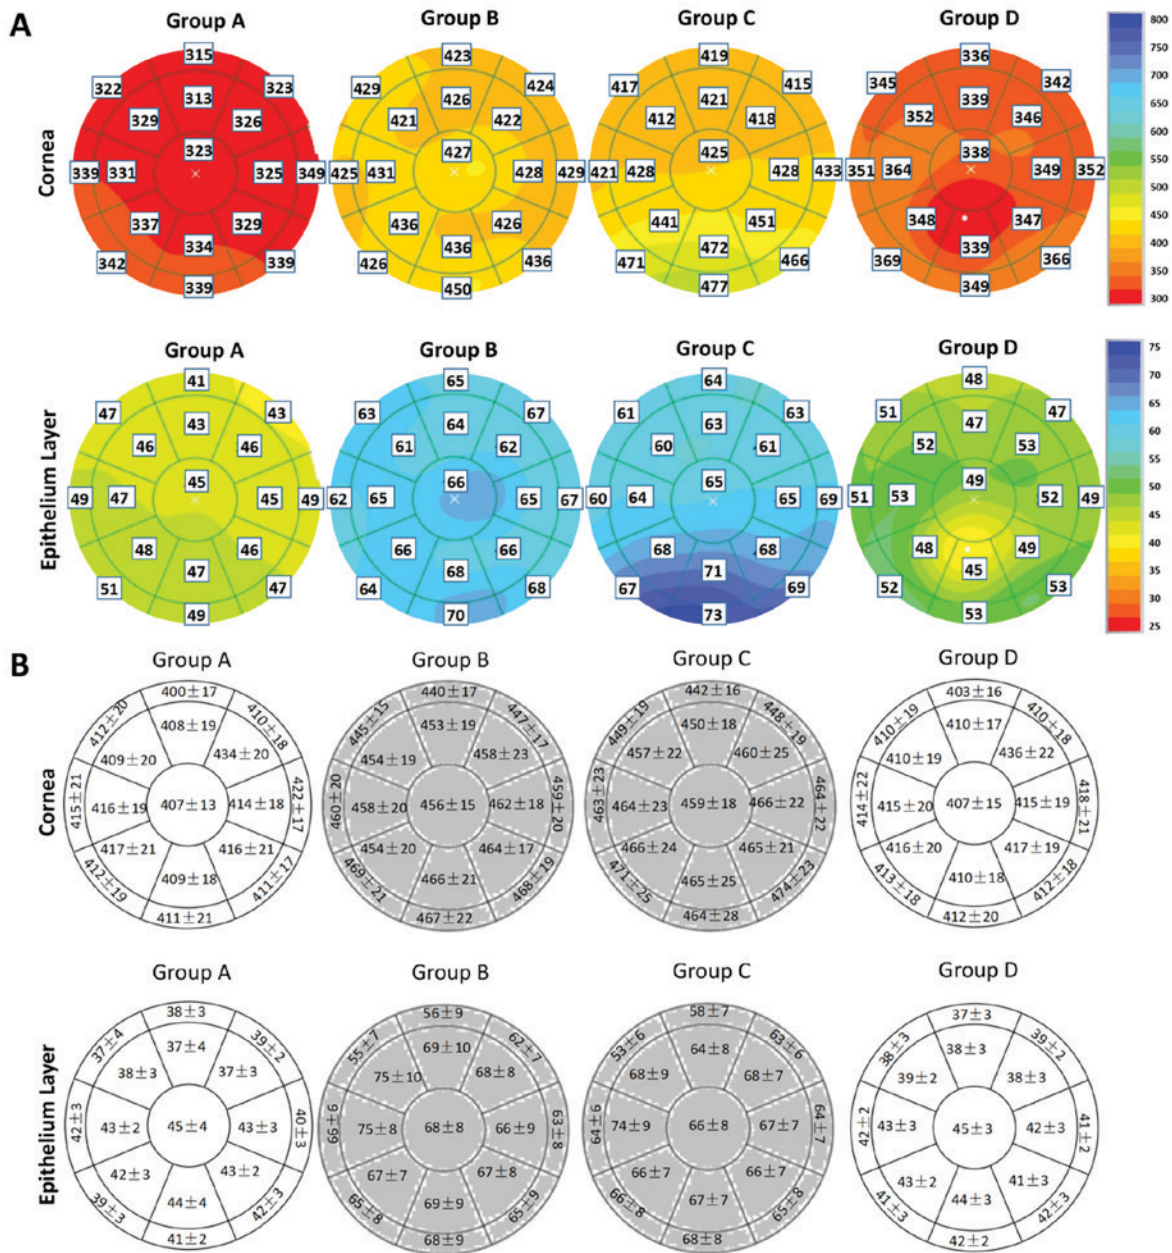 A
Group A Group B Group C Group D
315 423 419 336 800
322 323 429 424 417 415 345 342 750
313 426 421 339 700
329 326 421 422 412 418 352 346 650
323 427 425 338 600
339 331 325 349 425 431 428 429 421 428 428 433 351 364 349 352 550
337 329 436 426 441 451 348 347 500
334 436 472 339 450
342 339 426 436 471 466 369 366 400
339 450 477 349 350
300
Cornea
Group A Group B Group C Group D
41 65 64 48 75
47 43 63 67 61 63 51 47 70
43 64 63 47 65
46 46 61 62 60 61 52 53 60
45 66 65 49 55
49 47 45 49 62 65 65 67 60 64 65 69 51 53 52 49 50
48 46 66 66 68 68 48 49 45
47 68 71 45 40
51 47 64 68 67 69 52 53 35
49 70 73 53 30
25
Epithelium Layer
B
Group A Group B Group C Group D
400±17 440±17 442±16 403±16
412±20 410±18 445±15 447±17 449±19 448±19 410±19 410±18
408±19 453±19 450±18 410±17
409±20 434±20 454±19 458±23 457±22 460±25 410±19 436±22
415±21 416±19 407±13 414±18 422±17 460±20 458±20 456±15 462±18 459±20 463±23 464±23 459±18 466±22 464±22 414±22 415±20 407±15 415±19 418±21
417±21 416±21 454±20 464±17 466±24 465±21 416±20 417±19
409±18 466±21 465±25 410±18
412±19 411±17 469±21 468±19 471±25 474±23 413±18 412±18
411±21 467±22 464±28 412±20
Cornea
Group A Group B Group C Group D
38±3 56±9 58±7 37±3
37±4 39±2 55±7 62±7 53±6 63±6 38±3 39±2
37±4 69±10 64±8 38±3
38±3 37±3 75±10 68±8 68±9 68±7 39±2 38±3
42±3 43±2 45±4 43±3 40±3 66±6 75±8 68±8 66±9 63±8 64±6 74±9 66±8 67±7 64±7 42±2 43±3 45±3 42±3 41±2
42±3 43±2 67±7 67±8 66±7 66±7 43±2 41±3
44±4 69±9 67±7 44±3
39±3 42±3 65±8 65±9 66±8 65±8 41±3 42±3
41±2 68±9 68±8 42±2
Epithelium Layer